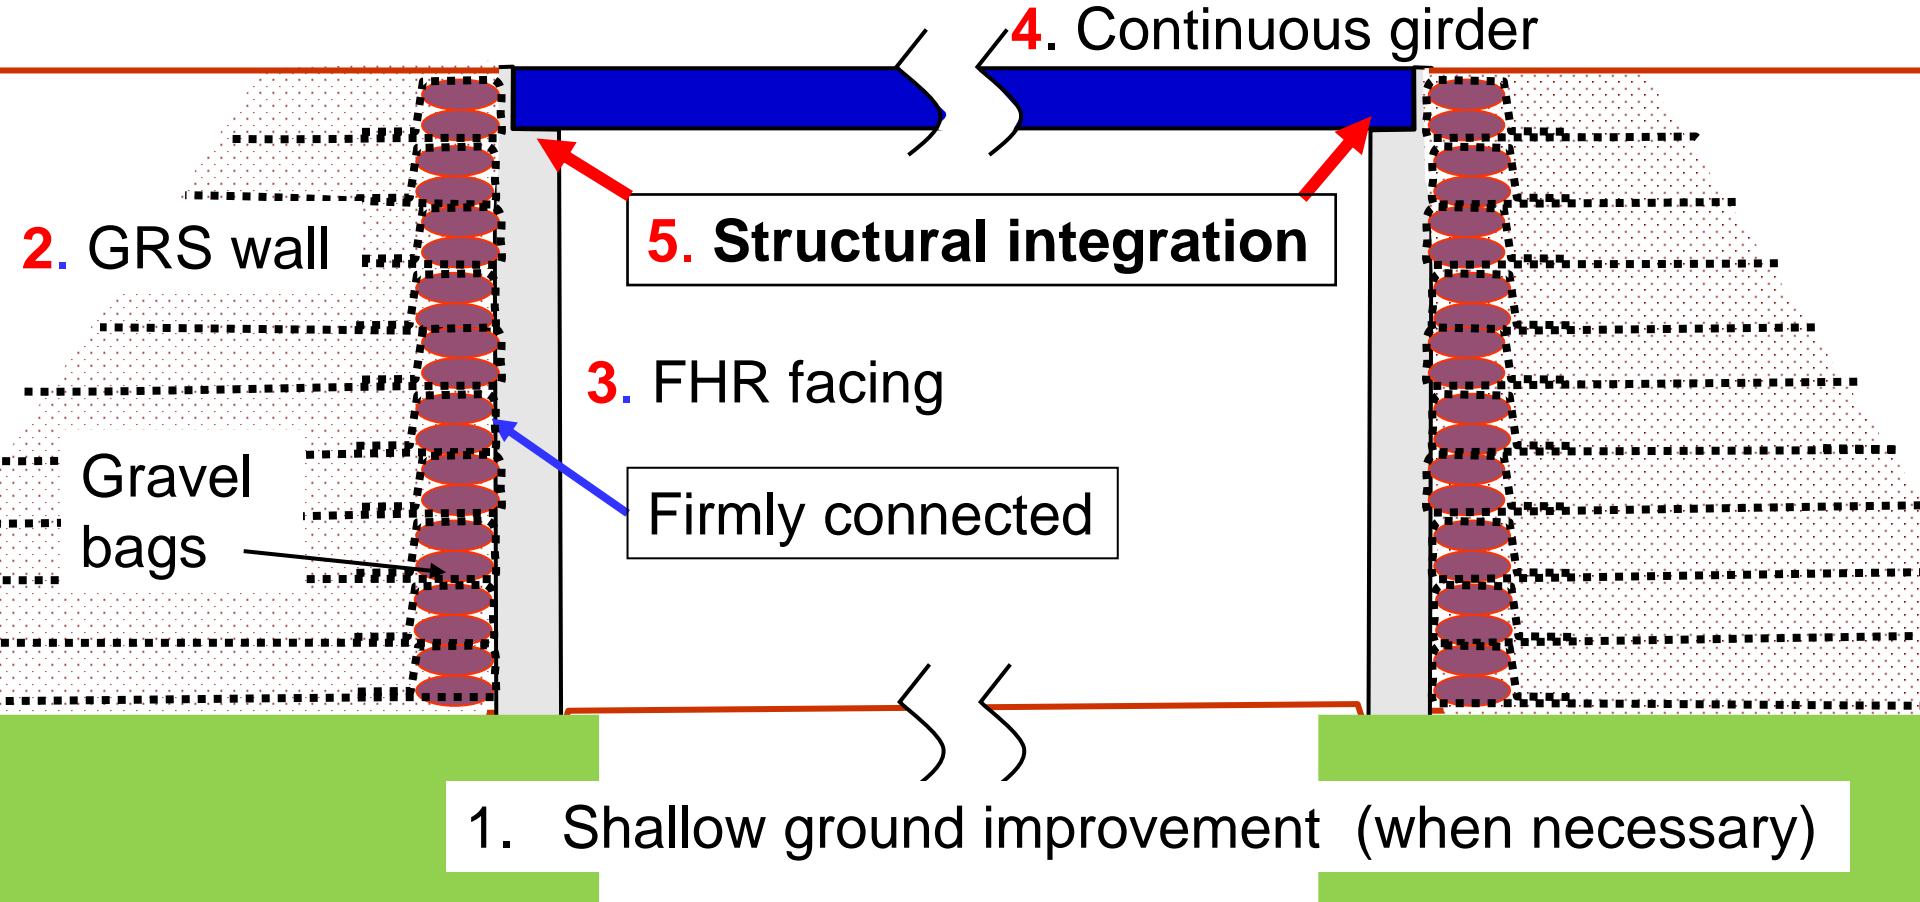 4. Continuous girder
2. GRS wall
5. Structural integration
3. FHR facing
Gravel
bags
Firmly connected
1. Shallow ground improvement (when necessary)